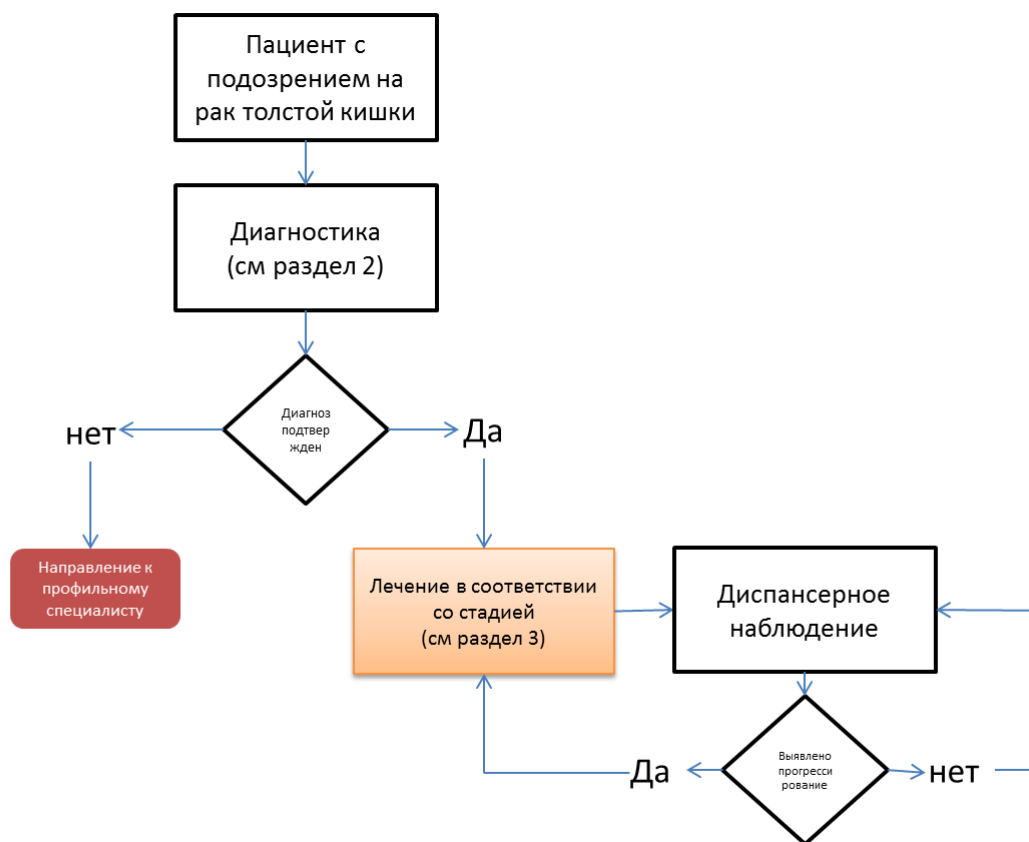 Пациент с
подозрением на
рак толстой кишки
Диагностика
(см раздел 2)
Диагноз
подтвер
жден
нет
Да
Направление к
профильному
специалисту
Лечение в соответствии
со стадией
(см раздел 3)
Диспансерное
наблюдение
Выявлено
прогресси
рование
Да
нет